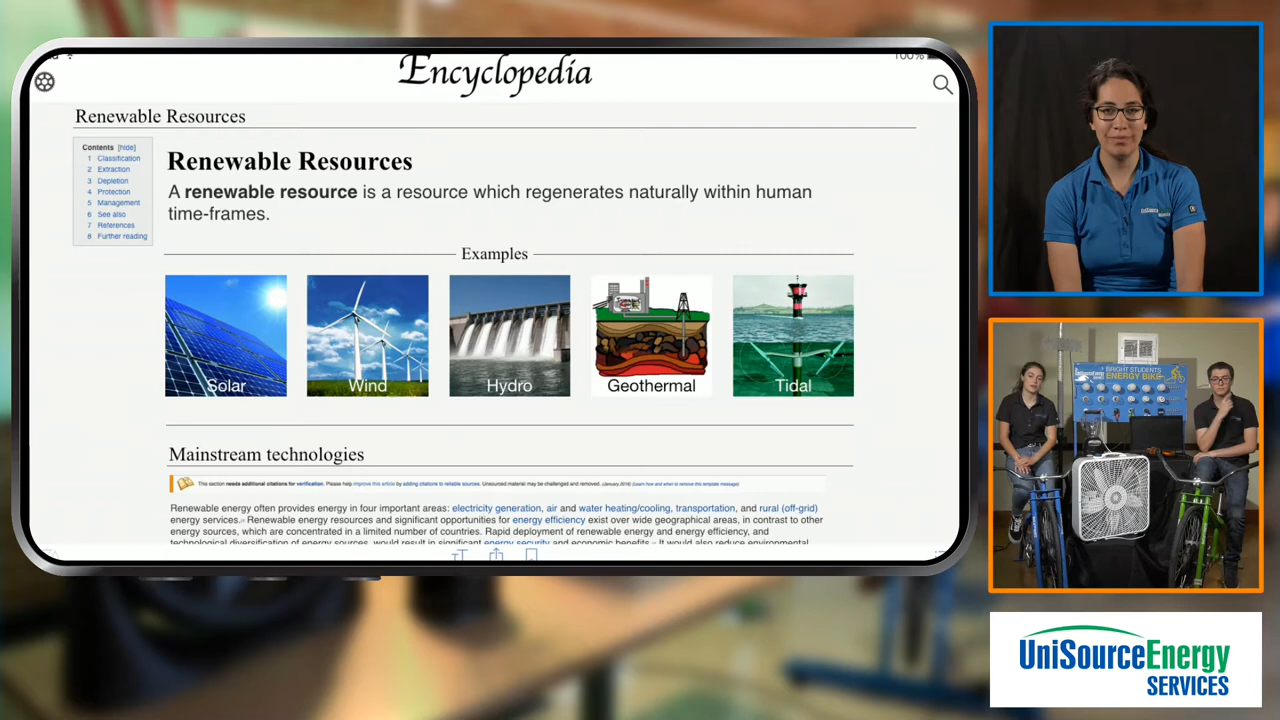 100%
Encyclopedia
Renewable Resources
Contents [hide]
1 Classification
2 Extraction
3 Depletion
4 Protection
5 Management
6 See also
7 References
8 Further reading
Renewable Resources
A renewable resource is a resource which regenerates naturally within human
time-frames.
Examples
Solar
Wind
Hydro
Geothermal
Tidal
Mainstream technologies
This section needs additional citations for verification. Please help improve this article by adding citations to reliable sources. Unsourced material may be challenged and removed. (January 2016) (Learn how and when to remove this template message)
Renewable energy often provides energy in four important areas: electricity generation, air and water heating/cooling, transportation, and rural (off-grid)
energy services. Renewable energy resources and significant opportunities for energy efficiency exist over wide geographical areas, in contrast to other
energy sources, which are concentrated in a limited number of countries. Rapid deployment of renewable energy and energy efficiency, and
technological diversification of energy sources, would result in significant energy security and economic benefits. It would also reduce environmental
BRIGHT STUDENTS
ENERGY BIKE
UniSourceEnergy
SERVICES